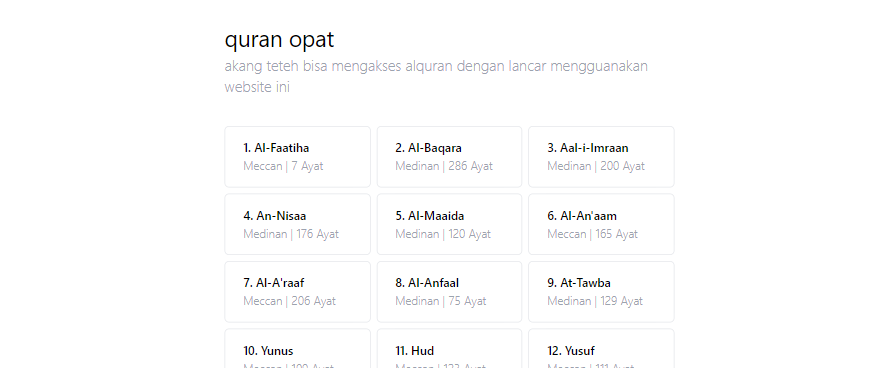 quran opat
akang teteh bisa mengakses alquran dengan lancar mengguanakan
website ini
1. Al-Faatiha
Meccan | 7 Ayat
2. Al-Baqara
Medinan | 286 Ayat
3. Aal-i-Imraan
Medinan | 200 Ayat
4. An-Nisaa
Medinan | 176 Ayat
5. Al-Maaida
Medinan | 120 Ayat
6. Al-An'aam
Meccan | 165 Ayat
7. Al-A'raaf
Meccan | 206 Ayat
8. Al-Anfaal
Medinan | 75 Ayat
9. At-Tawba
Medinan | 129 Ayat
10. Yunus
11. Hud
12. Yusuf